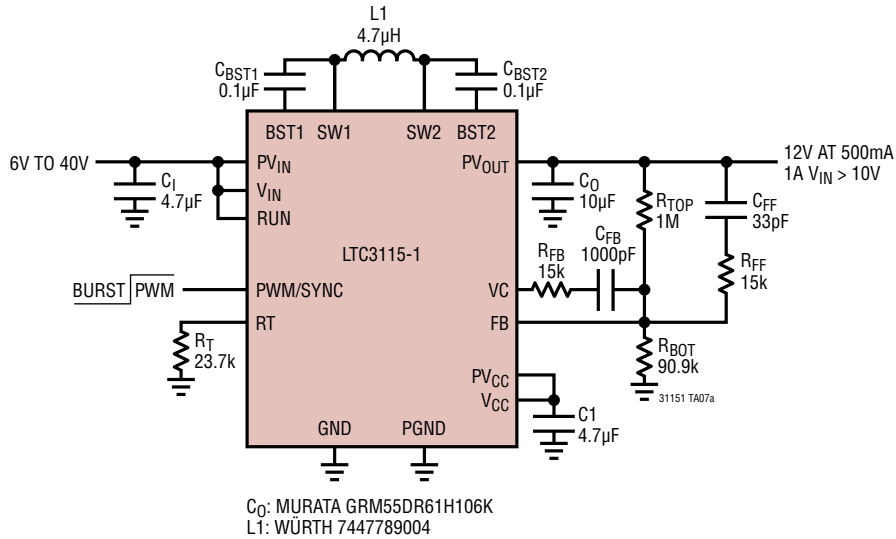 L1
4.7µH
CBST1
0.1µF
CBST2
0.1µF
BST1 SW1 SW2 BST2
6V TO 40V
PVIN
PVOUT
12V AT 500mA
1A VIN > 10V
CI
4.7µF
VIN
RUN
CO
10µF
RTOP
1M
CFF
33pF
LTC3115-1
RFB
15k
CFB
1000pF
RFF
15k
BURST PWM
PWM/SYNC
VC
RT
FB
RT
23.7k
RBOT
90.9k
31151 TA07a
PVCC
VCC
C1
4.7µF
GND PGND
CO: MURATA GRM55DR61H106K
L1: WÜRTH 7447789004